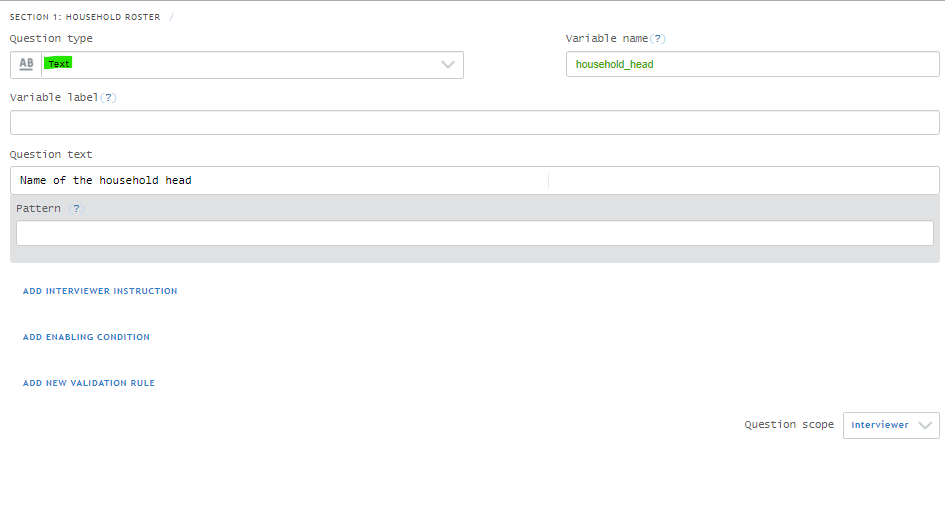 SECTION 1: HOUSEHOLD ROSTER /
Question type
Variable name (?)
AB Text
household_head
Variable label (?)
Question text
Name of the household head
Pattern (?)
ADD INTERVIEWER INSTRUCTION
ADD ENABLING CONDITION
ADD NEW VALIDATION RULE
Question scope Interviewer